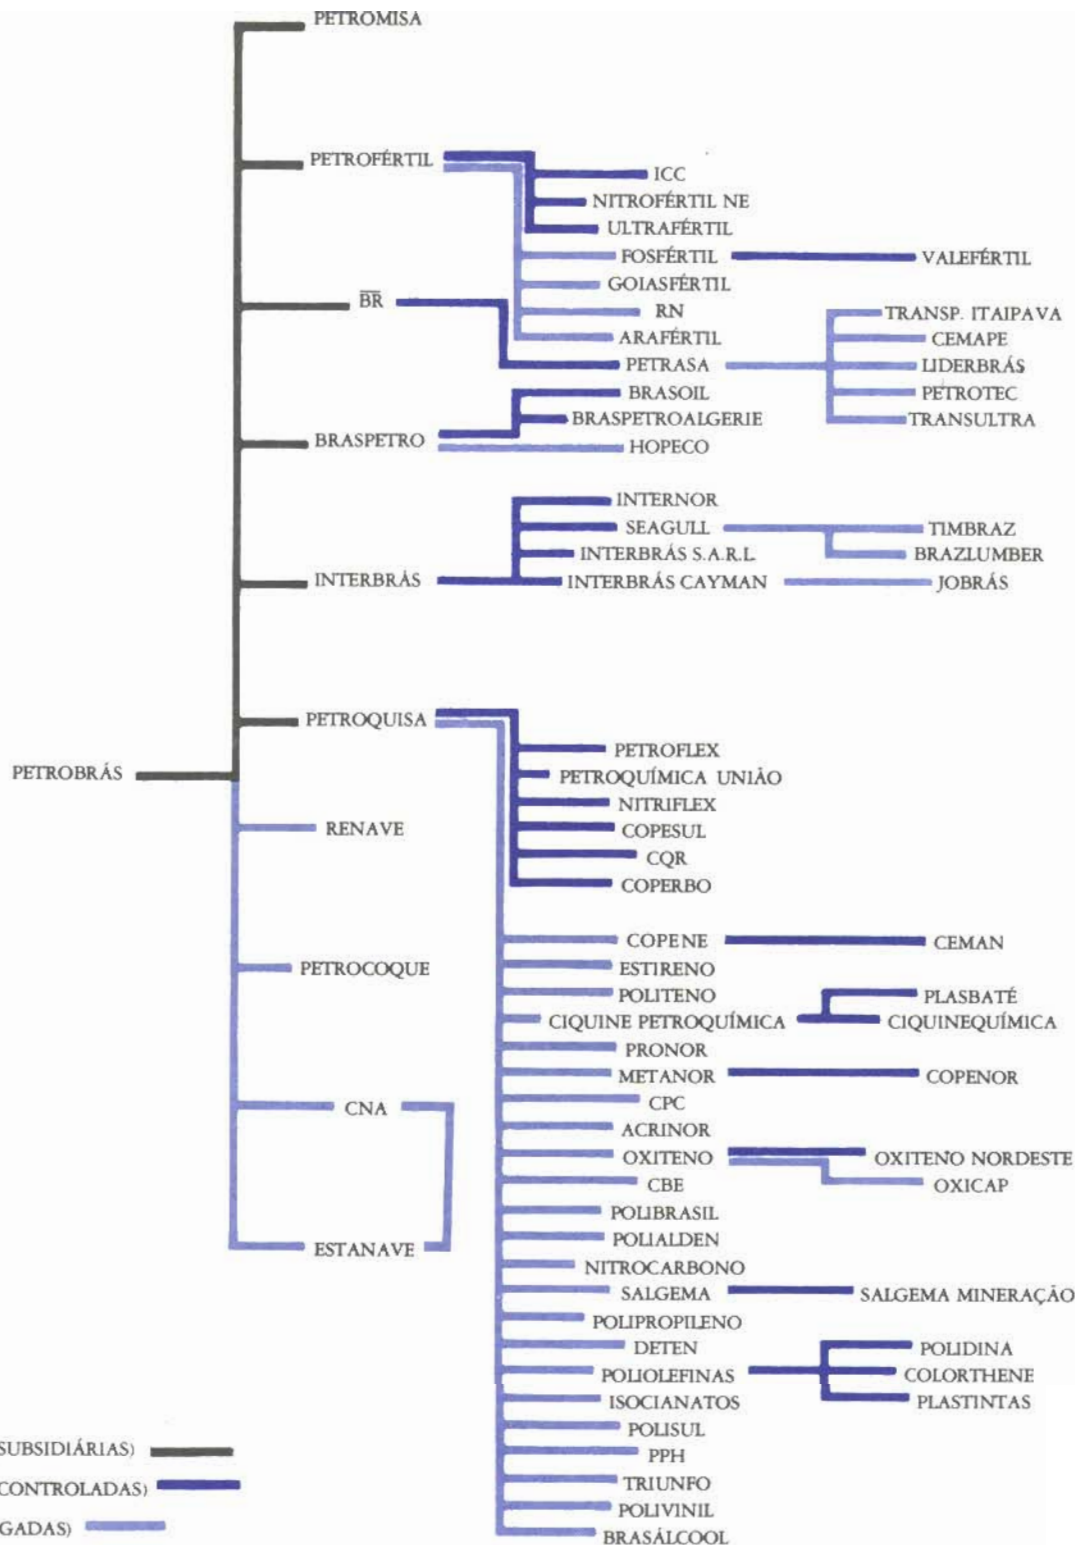 PETROMISA
PETROFÉRTIL
ICC
NITROFÉRTIL NE
ULTRAFÉRTIL
FOSFÉRTIL
VALEFÉRTIL
GOIASFÉRTIL
BR
RN
TRANSP. ITAIPAVA
ARAFÉRTIL
CEMAPE
PETRASA
LIDERBRÁS
BRASOIL
PETROTEC
BRASPETROALGERIE
TRANSULTRA
BRASPETRO
HOPECO
INTERNOR
SEAGULL
TIMBRAZ
INTERBRÁS S.A.R.L.
BRAZLUMBER
INTERBRÁS
INTERBRÁS CAYMAN
JOBRÁS
PETROQUISA
PETROFLEX
PETROBRÁS
PETROQUÍMICA UNIÃO
NITRIFLEX
RENAVE
COPESUL
CQR
COPERBO
COPENE
CEMAN
PETROCOQUE
ESTIRENO
POLITENO
PLASBATÉ
CIQUINE PETROQUÍMICA
CIQUINEQUÍMICA
PRONOR
METANOR
COPENOR
CPC
CNA
ACRINOR
OXITENO
OXITENO NORDESTE
CBE
OXICAP
POLIBRASIL
POLIALDEN
ESTANAVE
NITROCARBONO
SALGEMA
SALGEMA MINERAÇÃO
POLIPROPILENO
DETEN
POLIDINA
POLIOLEFINAS
COLORTHENE
ISOCIANATOS
PLASTINTAS
POLISUL
SUBSIDIÁRIAS)
PPH
CONTROLADAS)
TRIUNFO
POLIVINIL
GADAS)
BRASÁLCOOL